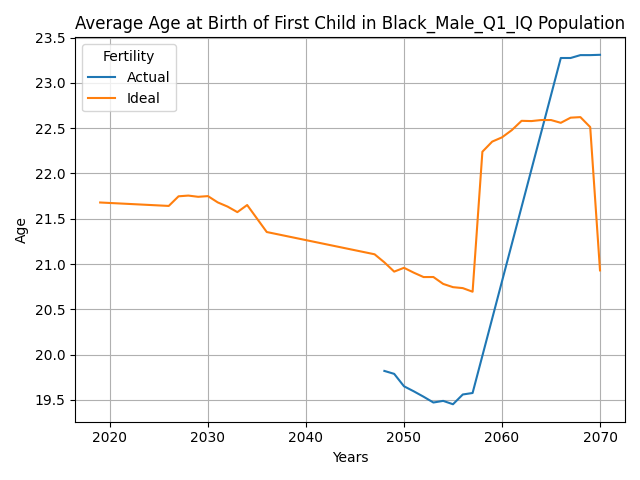 Average Age at Birth of First Child in Black_Male_Q1_IQ Population
Fertility
Actual
Ideal
23.5
23.0
22.5
22.0
21.5
21.0
20.5
20.0
19.5
Age
2020
2030
2040
2050
2060
2070
Years